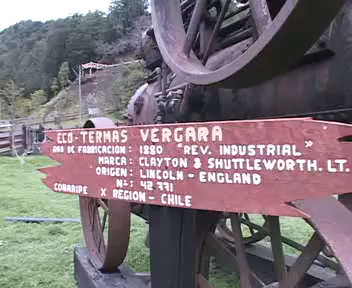 ECO-TERMAS VERGARA
AÑO DE FABRICACION: 1880 "REV. INDUSTRIAL"
MARCA: CLAYTON & SHUTTLEWORTH. LT.
ORIGEN: LINCOLN - ENGLAND
Nº: 42 771
COÑARIPE X REGION - CHILE